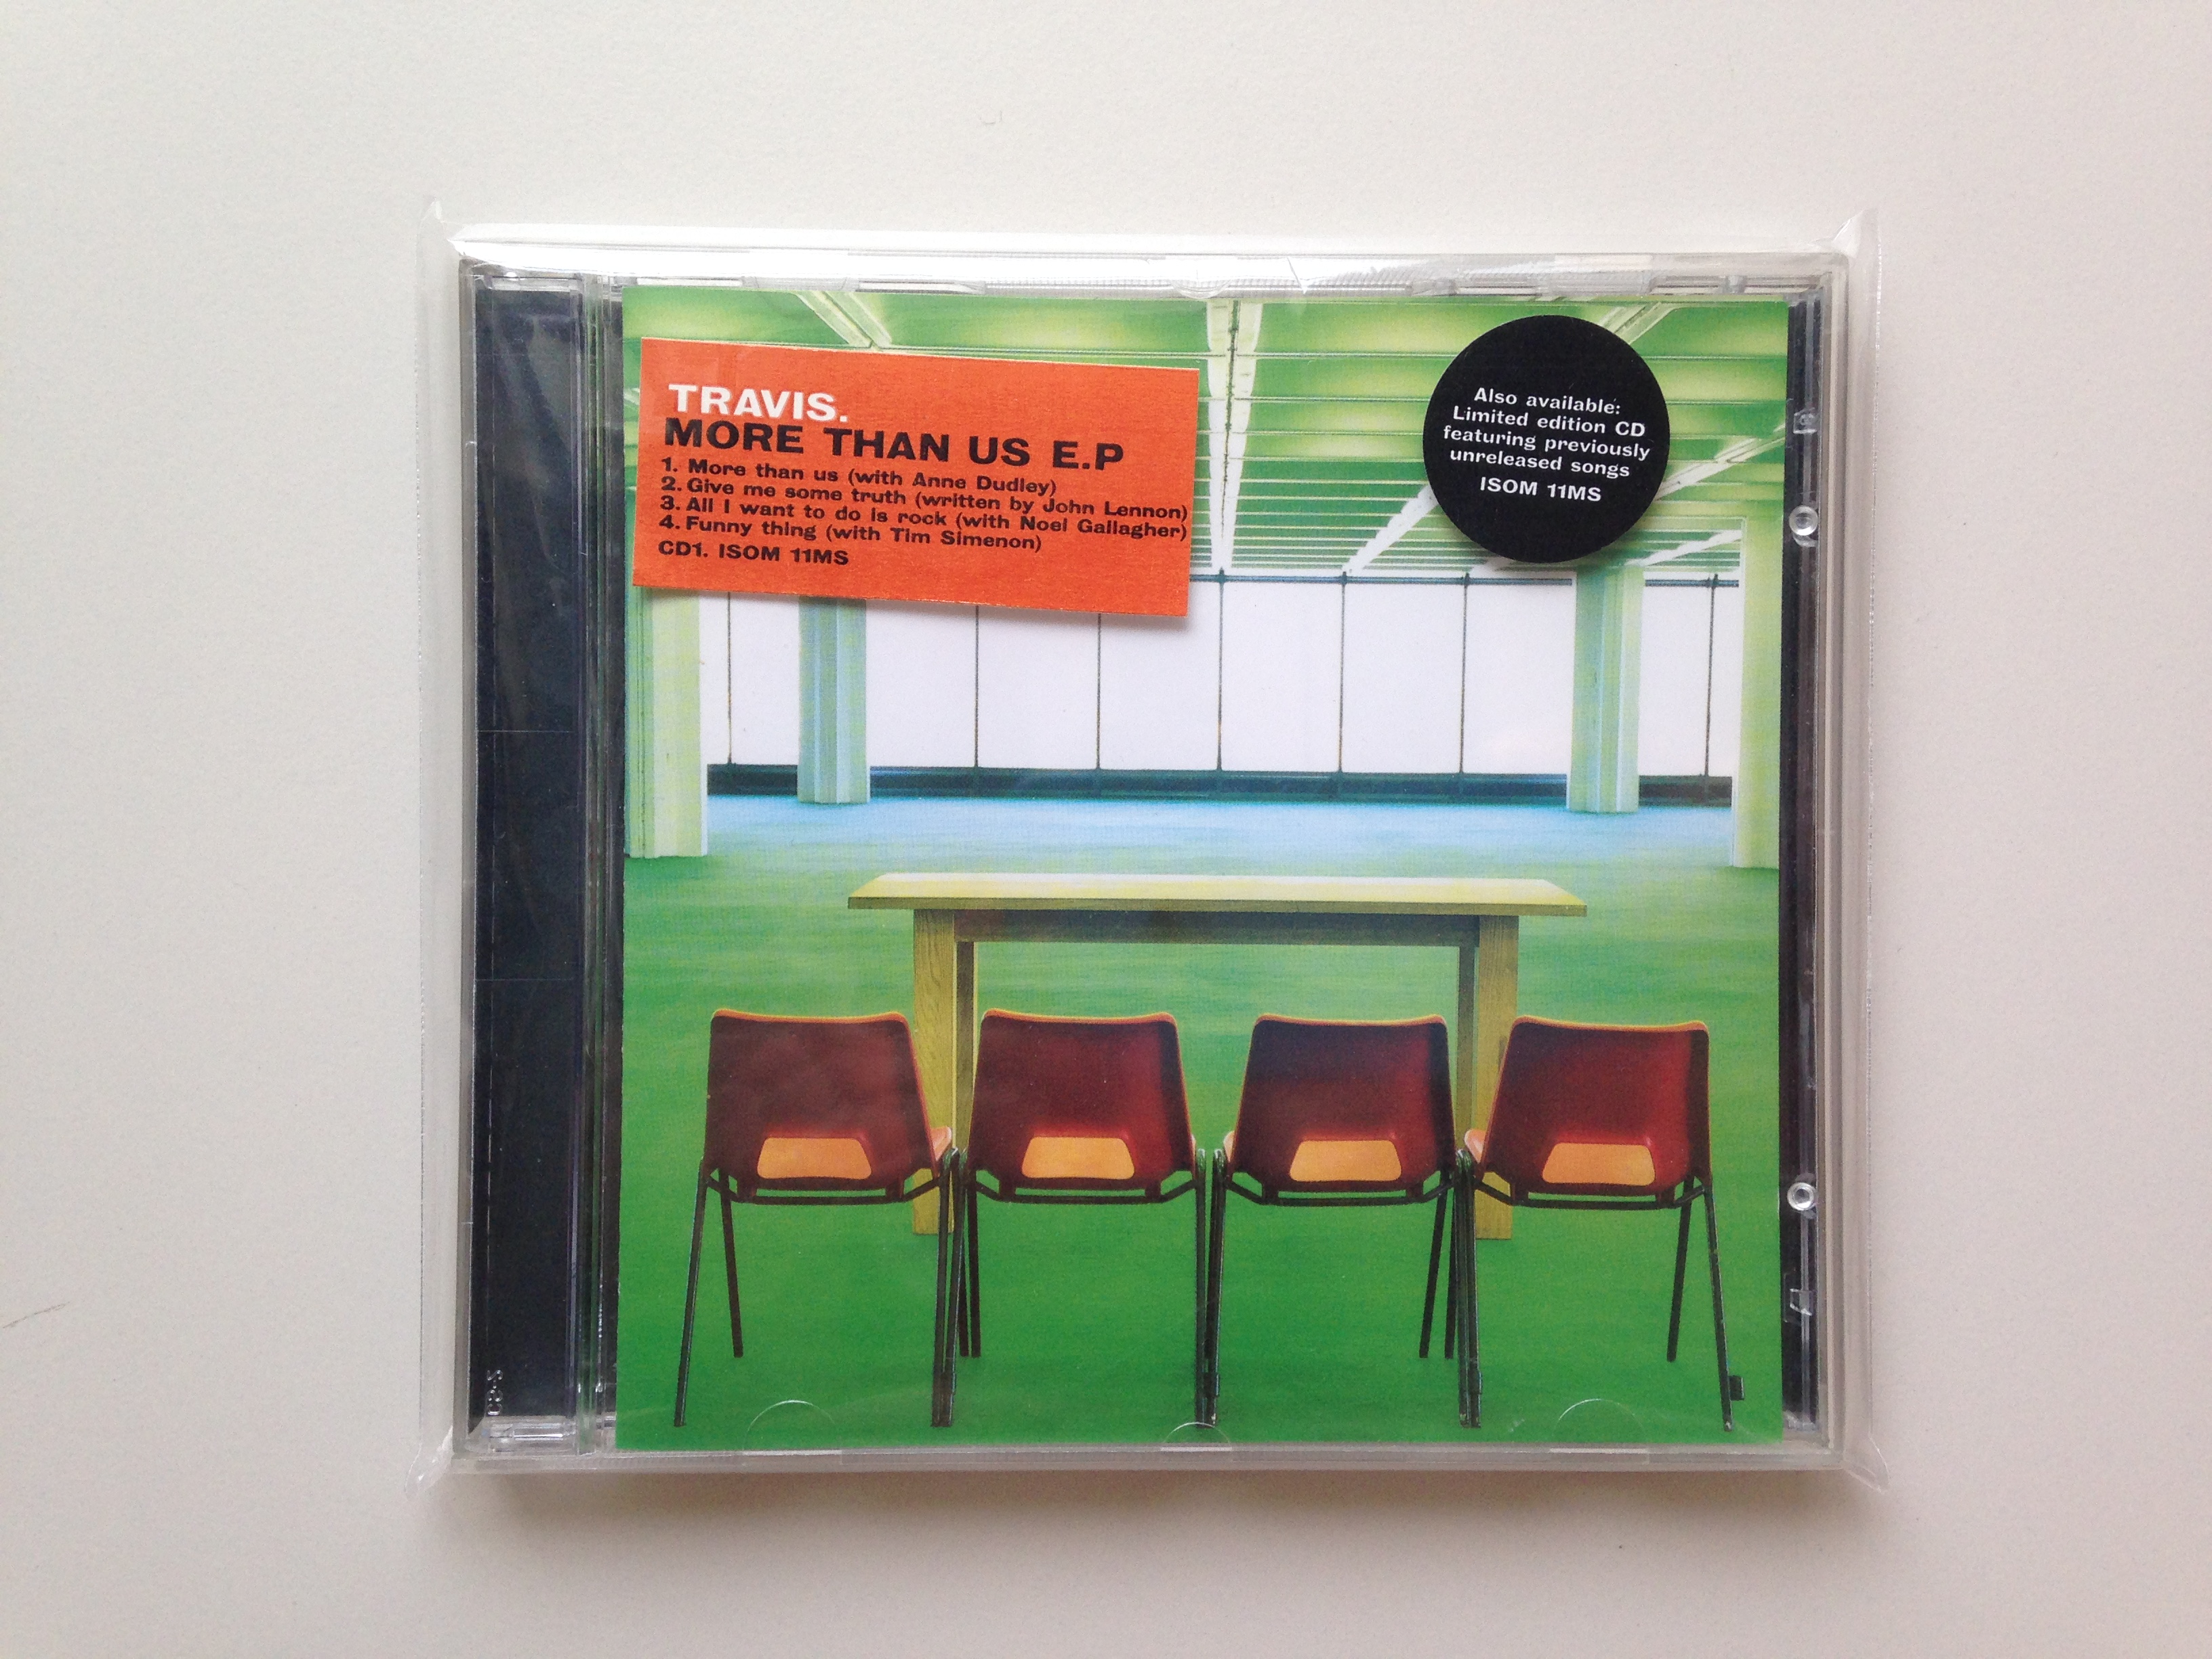 TRAVIS.
MORE THAN US E.P
1. More than us (with Anne Dudley)
2. Give me some truth (written by John Lennon)
3. All I want to do is rock (with Noel Gallagher)
4. Funny thing (with Tim Simenon)
CD1. ISOM 11MS
Also available:
Limited edition CD
featuring previously
unreleased songs
ISOM 11MS